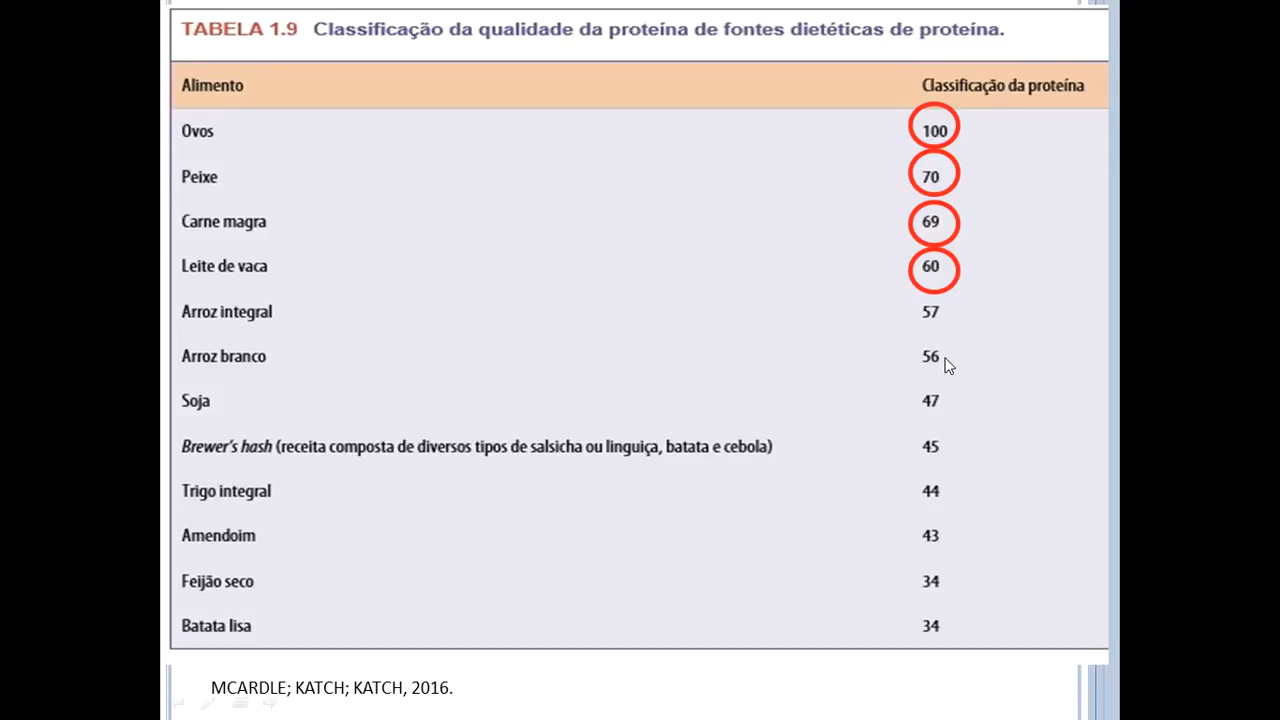 TABELA 1.9 Classificação da qualidade da proteína de fontes dietéticas de proteína.
Alimento Classificação da proteína
Ovos 100
Peixe 70
Carne magra 69
Leite de vaca 60
Arroz integral 57
Arroz branco 56
Soja 47
Brewer's hash (receita composta de diversos tipos de salsicha ou linguiça, batata e cebola) 45
Trigo integral 44
Amendoim 43
Feijão seco 34
Batata lisa 34
MCARDLE; KATCH; KATCH, 2016.